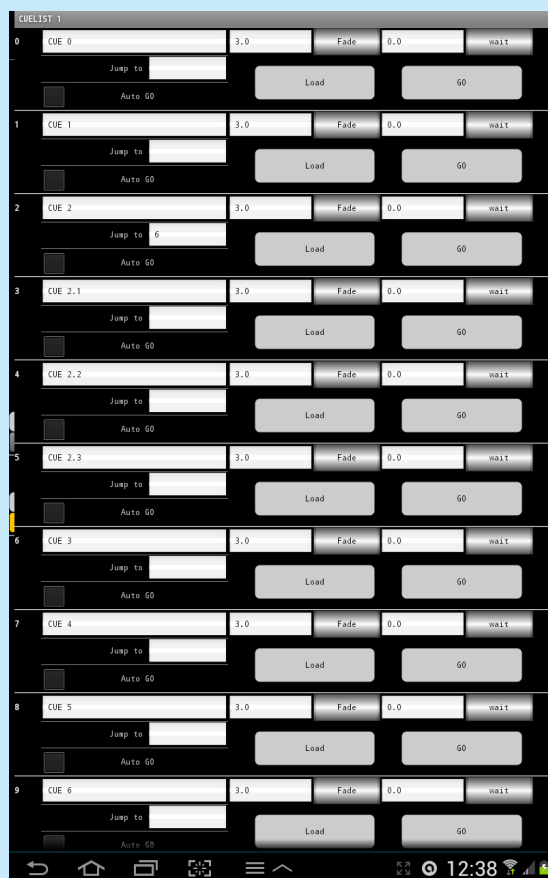 CUELIST 1
0 CUE 0 3.0 Fade 0.0 wait
Jump to
Load GO
Auto GO
1 CUE 1 3.0 Fade 0.0 wait
Jump to
Load GO
Auto GO
2 CUE 2 3.0 Fade 0.0 wait
Jump to 6
Load GO
Auto GO
3 CUE 2.1 3.0 Fade 0.0 wait
Jump to
Load GO
Auto GO
4 CUE 2.2 3.0 Fade 0.0 wait
Jump to
Load GO
Auto GO
5 CUE 2.3 3.0 Fade 0.0 wait
Jump to
Load GO
Auto GO
6 CUE 3 3.0 Fade 0.0 wait
Jump to
Load GO
Auto GO
7 CUE 4 3.0 Fade 0.0 wait
Jump to
Load GO
Auto GO
8 CUE 5 3.0 Fade 0.0 wait
Jump to
Load GO
Auto GO
9 CUE 6 3.0 Fade 0.0 wait
Jump to
Load GO
Auto GO
12:38